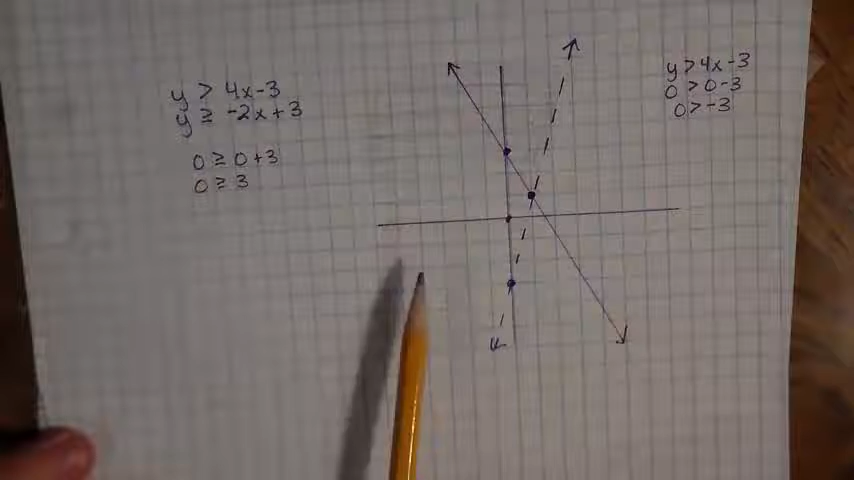 y > 4x-3
y ≥ -2x+3
0 ≥ 0+3
0 ≥ 3
y > 4x-3
0 > 0-3
0 > -3